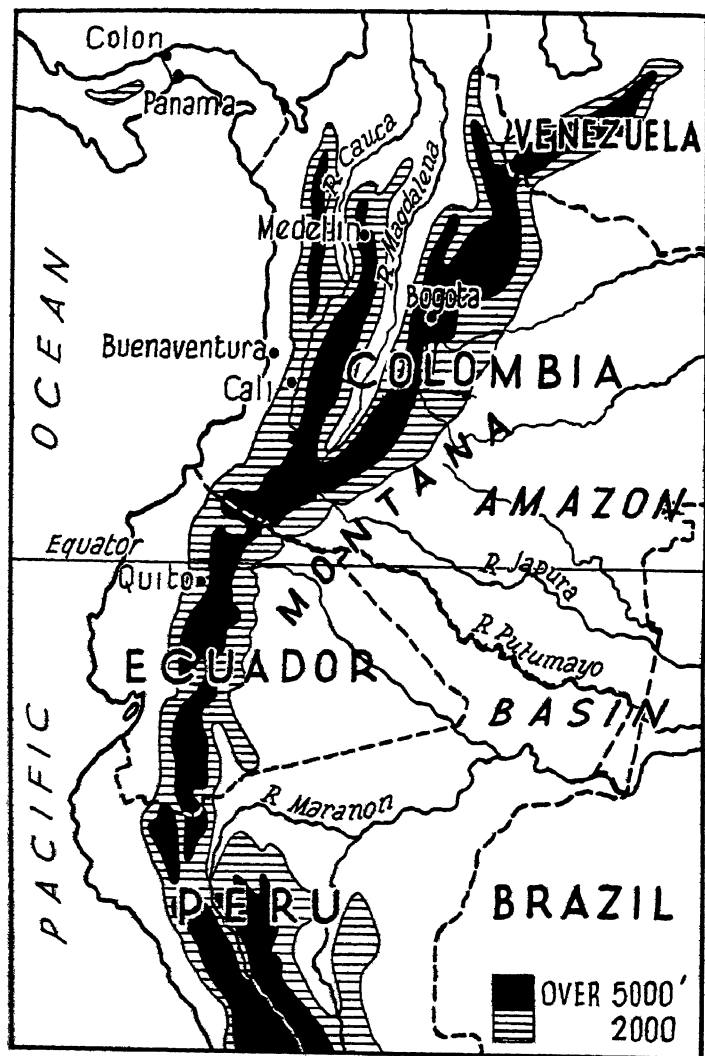 Colon
Panama
VENEZUELA
R. Cauca
R. Magdalena
Medellin
Bogota
OCEAN
Buenaventura
Cali
COLOMBIA
MONTANA
AMAZON
Equator
Quito
R Japura
R Putumayo
ECUADOR
BASIN
PACIFIC
R Maranon
PERU
BRAZIL
OVER 5000'
2000